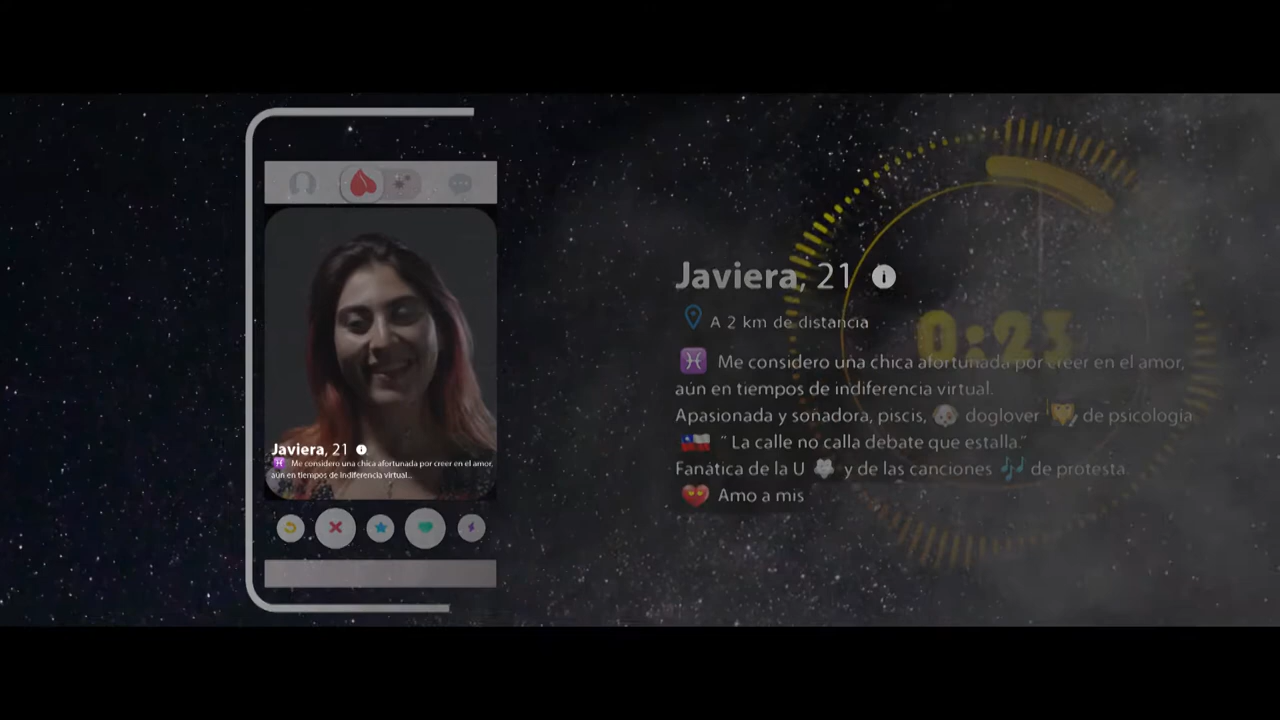 Javiera, 21
Me considero una chica afortunada por creer en el amor,
aún en tiempos de indiferencia virtual...
Javiera, 21
A 2 km de distancia
Me considero una chica afortunada por creer en el amor,
aún en tiempos de indiferencia virtual.
Apasionada y soñadora, piscis, doglover de psicología
" La calle no calla debate que estalla."
Fanática de la U y de las canciones de protesta.
Amo a mis
0:23